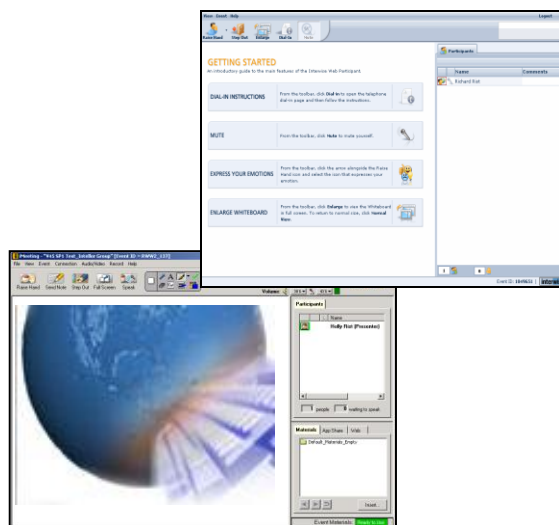 View Event Help
Logout
Raise Hand Step Out Enlarge Dial-In Mute
GETTING STARTED
An introductory guide to the main features of the Interwise Web Participant.
DIAL-IN INSTRUCTIONS
From the toolbar, click Dial In to open the telephone
dial-in page and then follow the instructions.
MUTE
From the toolbar, click Mute to mute yourself.
EXPRESS YOUR EMOTIONS
From the toolbar, click the arrow alongside the Raise
Hand icon and select the icon that expresses your
emotion.
ENLARGE WHITEBOARD
From the toolbar, click Enlarge to view the Whiteboard
in full screen. To return to normal size, click Normal
View.
Participants
Name Comments
Event ID:
File View Event Connection Audio/Video Record Help
Raise Hand Send Note Step Out Full Screen Speak
Volume
Participants
Name
(Presenter)
people waiting to speak
Materials App Share Web
Default_Materials_Empty
Insert...
Event Materials: Ready to Use